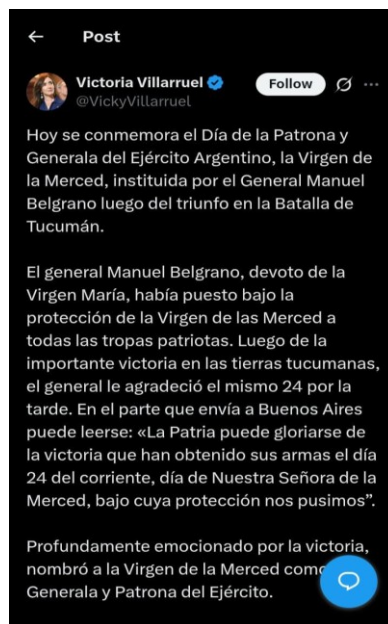 Post
Victoria Villarruel
Follow
@VickyVillarruel
Hoy se conmemora el Día de la Patrona y
Generala del Ejército Argentino, la Virgen de
la Merced, instituida por el General Manuel
Belgrano luego del triunfo en la Batalla de
Tucumán.
El general Manuel Belgrano, devoto de la
Virgen María, había puesto bajo la
protección de la Virgen de las Merced a
todas las tropas patriotas. Luego de la
importante victoria en las tierras tucumanas,
el general le agradeció el mismo 24 por la
tarde. En el parte que envía a Buenos Aires
puede leerse: «La Patria puede gloriarse de
la victoria que han obtenido sus armas el día
24 del corriente, día de Nuestra Señora de la
Merced, bajo cuya protección nos pusimos”.
Profundamente emocionado por la victoria,
nombró a la Virgen de la Merced como
Generala y Patrona del Ejército.